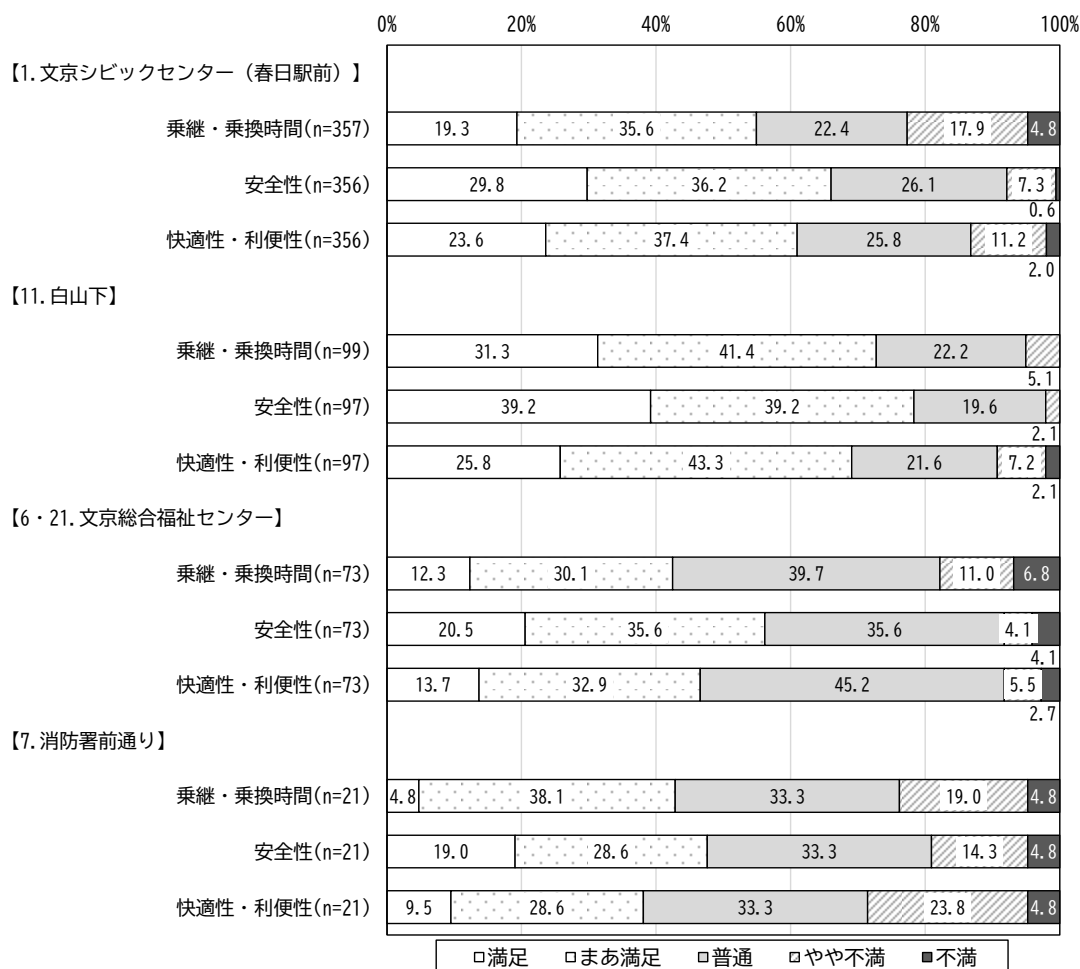 0% 20% 40% 60% 80% 100%
【1.文京シビックセンター（春日駅前）】
乗継・乗換時間(n=357) 19.3 35.6 22.4 17.9 4.8
安全性(n=356) 29.8 36.2 26.1 7.3
0.6
快適性・利便性(n=356) 23.6 37.4 25.8 11.2
2.0
【11.白山下】
乗継・乗換時間(n=99) 31.3 41.4 22.2
5.1
安全性(n=97) 39.2 39.2 19.6
2.1
快適性・利便性(n=97) 25.8 43.3 21.6 7.2
2.1
【6・21.文京総合福祉センター】
乗継・乗換時間(n=73) 12.3 30.1 39.7 11.0 6.8
安全性(n=73) 20.5 35.6 35.6 4.1
4.1
快適性・利便性(n=73) 13.7 32.9 45.2 5.5
2.7
【7.消防署前通り】
乗継・乗換時間(n=21) 4.8 38.1 33.3 19.0 4.8
安全性(n=21) 19.0 28.6 33.3 14.3 4.8
快適性・利便性(n=21) 9.5 28.6 33.3 23.8 4.8
満足 まあ満足 普通 やや不満 不満